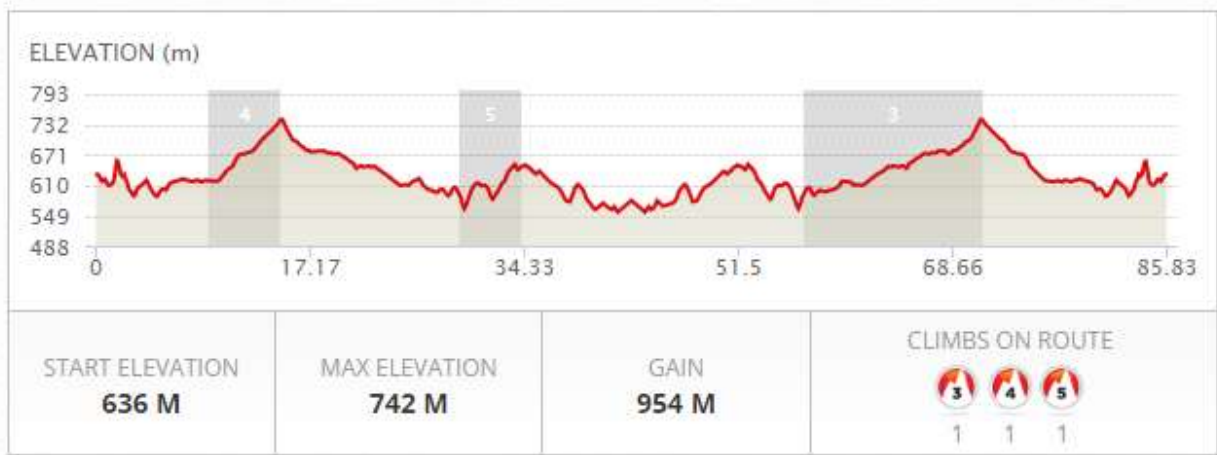 ELEVATION (m)
793
732
671
610
549
488
4
5
3
0 17.17 34.33 51.5 68.66 85.83
START ELEVATION
636 M
MAX ELEVATION
742 M
GAIN
954 M
CLIMBS ON ROUTE
3 4 5
1 1 1